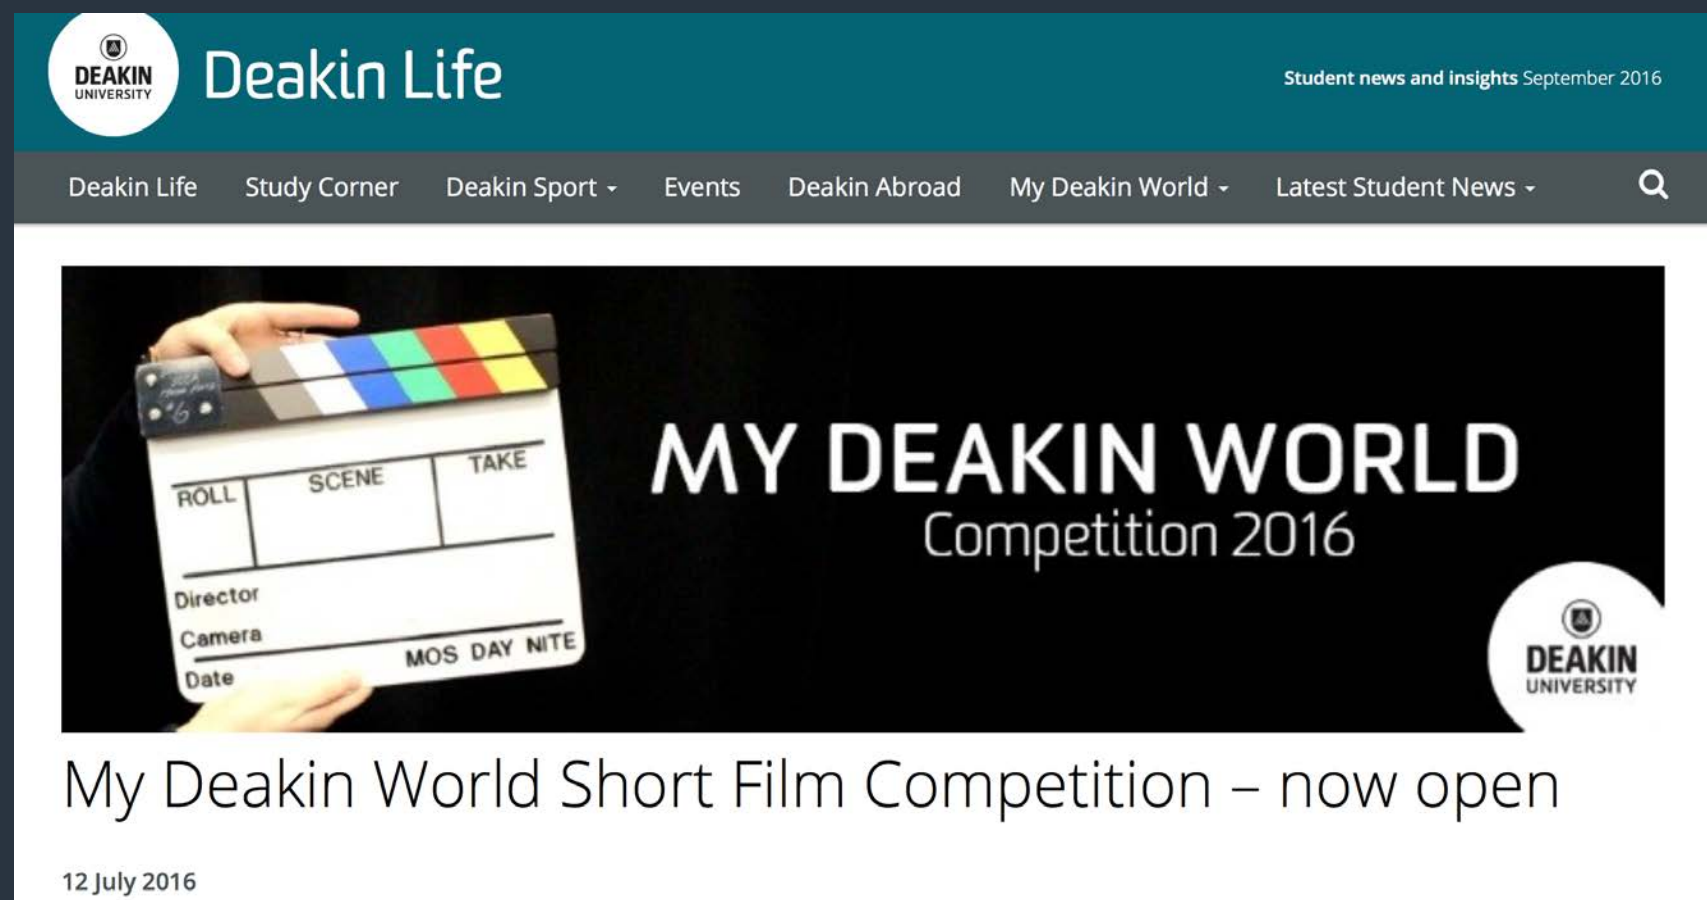 DEAKIN
UNIVERSITY
Deakin Life
Student news and insights September 2016
Deakin Life Study Corner Deakin Sport Events Deakin Abroad My Deakin World Latest Student News
#6
ROLL SCENE TAKE
Director
Camera
Date MOS DAY NITE
MY DEAKIN WORLD
Competition 2016
DEAKIN
UNIVERSITY
My Deakin World Short Film Competition – now open
12 July 2016